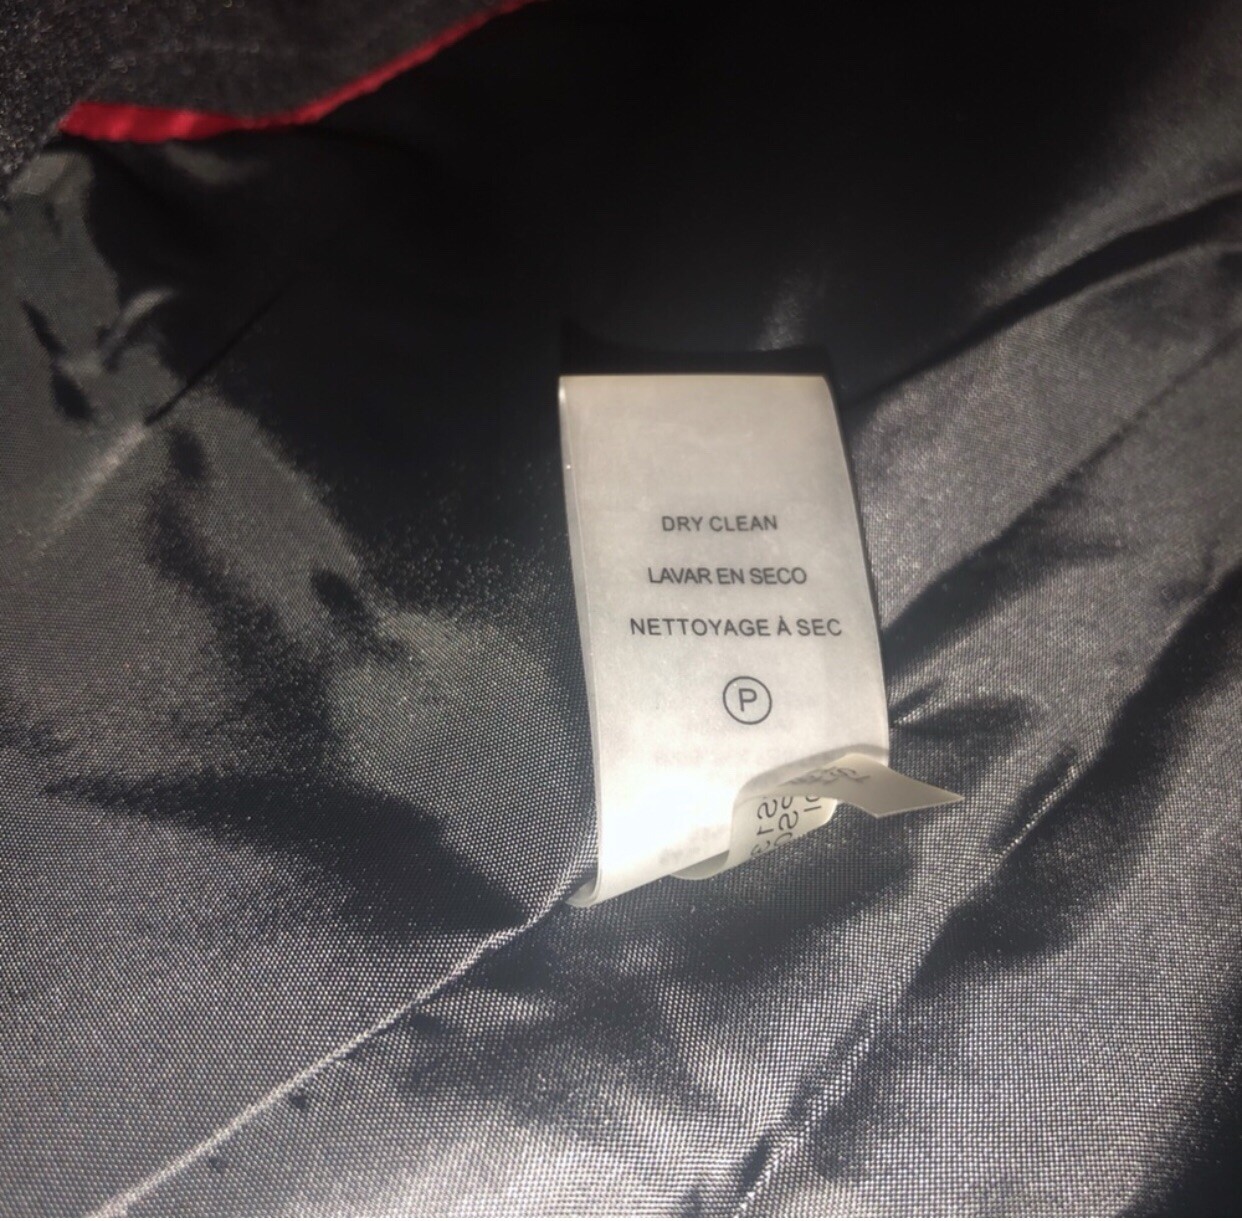 DRY CLEAN
LAVAR EN SECO
NETTOYAGE À SEC
P